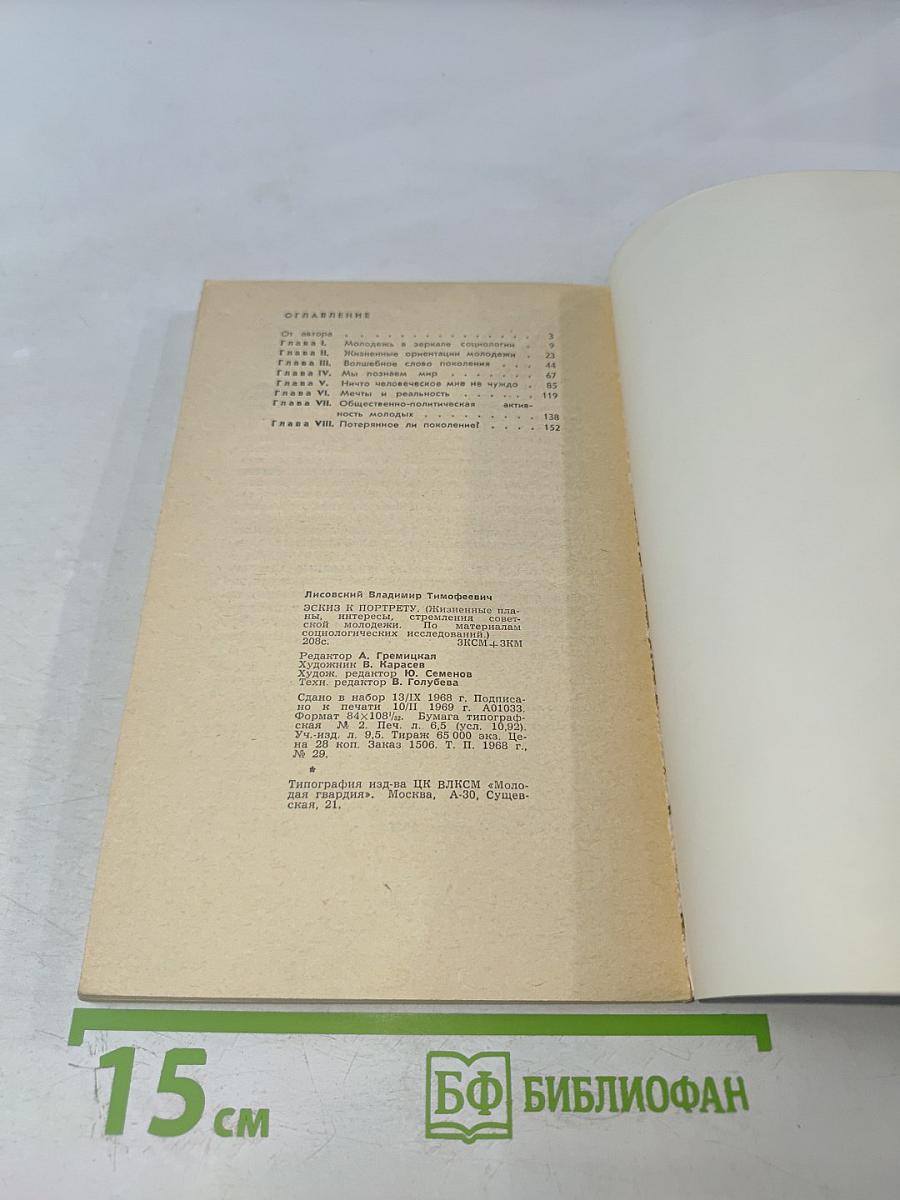 ОГЛАВЛЕНИЕ
От автора . . . . . . . . . . . . . . . 3
Глава I. Молодежь в зеркале социологии . 9
Глава II. Жизненные ориентации молодежи . 23
Глава III. Волшебное слово поколения . . . 44
Глава IV. Мы познаем мир . . . . . . . 67
Глава V. Ничто человеческое мне не чуждо . 85
Глава VI. Мечты и реальность . . . . . . 119
Глава VII. Общественно-политическая актив-
ность молодых . . . . . . . . . 138
Глава VIII. Потерянное ли поколение? . . . . 152
Лисовский Владимир Тимофеевич
ЭСКИЗ К ПОРТРЕТУ. (Жизненные пла-
ны, интересы, стремления совет-
ской молодежи. По материалам
социологических исследований.)
208с. 3КСМ+3КМ
Редактор А. Гремицкая
Художник В. Карасев
Худож. редактор Ю. Семенов
Техн. редактор В. Голубева
Сдано в набор 13/IX 1968 г. Подписа-
но к печати 10/II 1969 г. А01033.
Формат 84×108¹/₃₂. Бумага типограф-
ская № 2. Печ. л. 6,5 (усл. 10,92).
Уч.-изд. л. 9,5. Тираж 65 000 экз. Це-
на 28 коп. Заказ 1506. Т. П. 1968 г.,
№ 29.
*
Типография изд-ва ЦК ВЛКСМ «Моло-
дая гвардия». Москва, А-30, Сущев-
ская, 21.
15 см
БФ БИБЛИОФАН